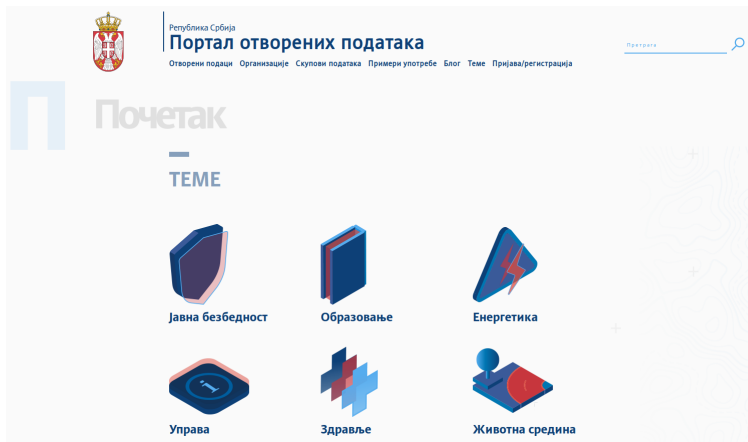 Република Србија
Портал отворених података
Отворени подаци Организације Скупови података Примери употребе Блог Теме Пријава/регистрација
Претрага
П
Почетак
ТЕМЕ
Јавна безбедност Образовање Енергетика
Управа Здравље Животна средина